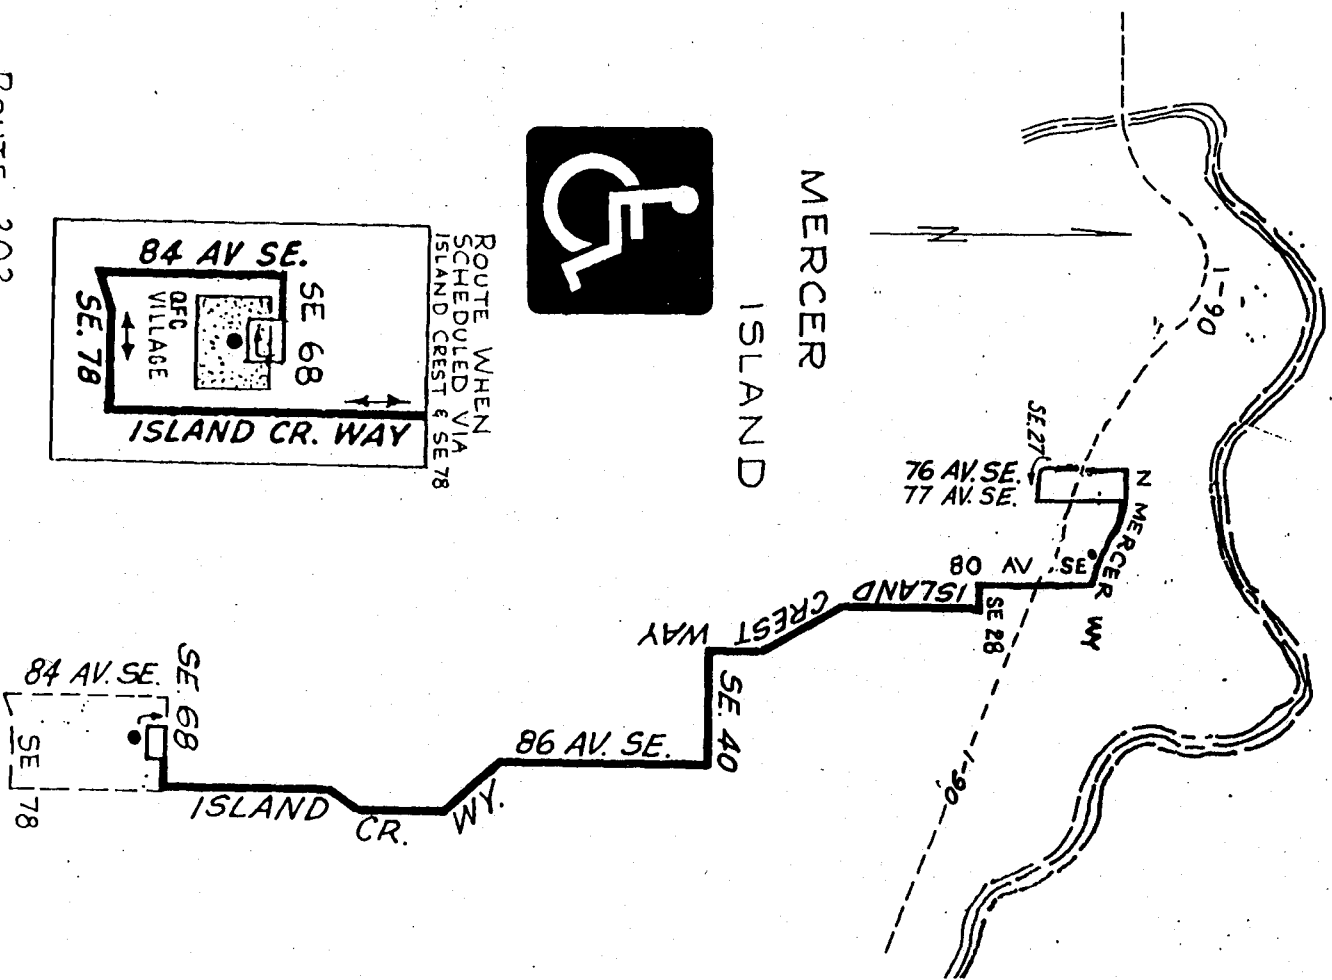 MERCER
ISLAND
N
I-90
SE. 27
76 AV. SE.
77 AV. SE.
N MERCER WY
80 AV SE
SE 28
ISLAND
CREST
WAY
SE. 40
86 AV. SE.
WY.
CR.
ISLAND
I-90
SE. 68
84 AV. SE.
SE 78
ROUTE WHEN
SCHEDULED VIA
ISLAND CREST & SE 78
84 AV SE.
SE 68
QFC
VILLAGE
SE. 78
ISLAND CR. WAY
ROUTE 202